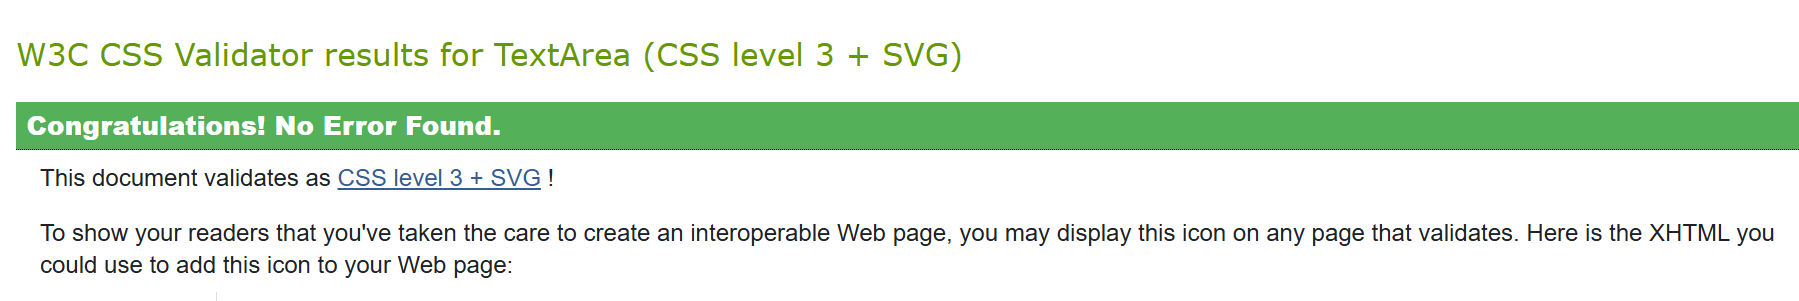 W3C CSS Validator results for TextArea (CSS level 3 + SVG)
Congratulations! No Error Found.
This document validates as CSS level 3 + SVG !
To show your readers that you've taken the care to create an interoperable Web page, you may display this icon on any page that validates. Here is the XHTML you
could use to add this icon to your Web page: